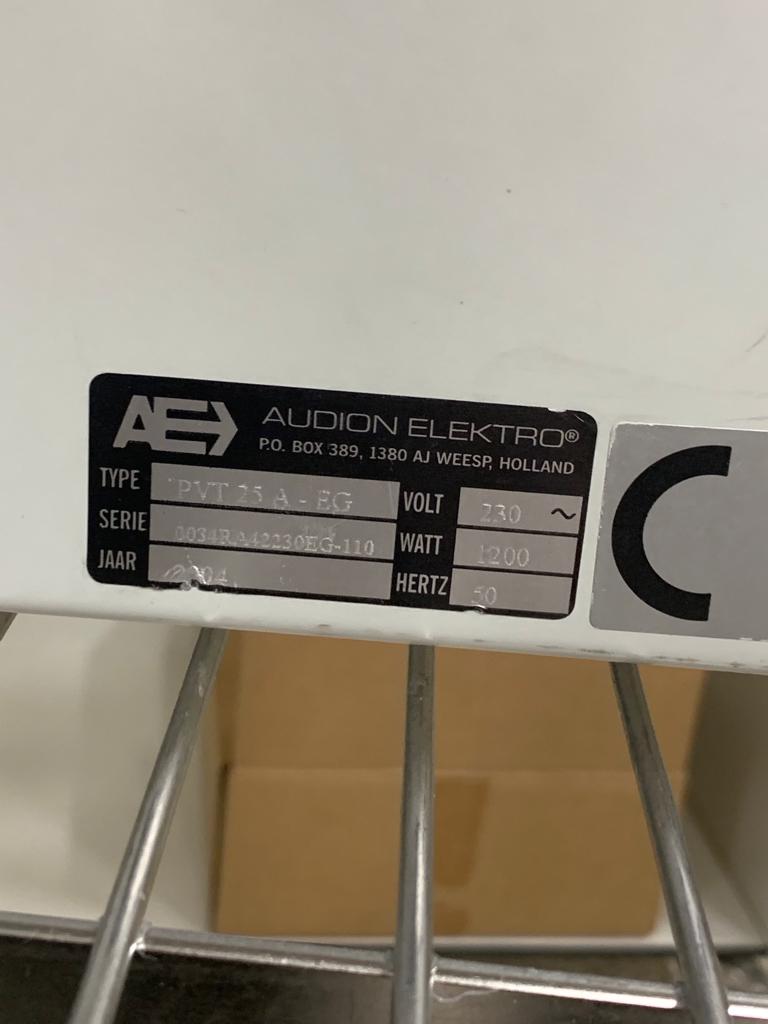 AE
AUDION ELEKTRO®
P.O. BOX 389, 1380 AJ WEESP, HOLLAND
TYPE PVT 25 A - EG
SERIE 0034RA42230EG-110
JAAR
VOLT 230 ~
WATT 1200
HERTZ 50
C